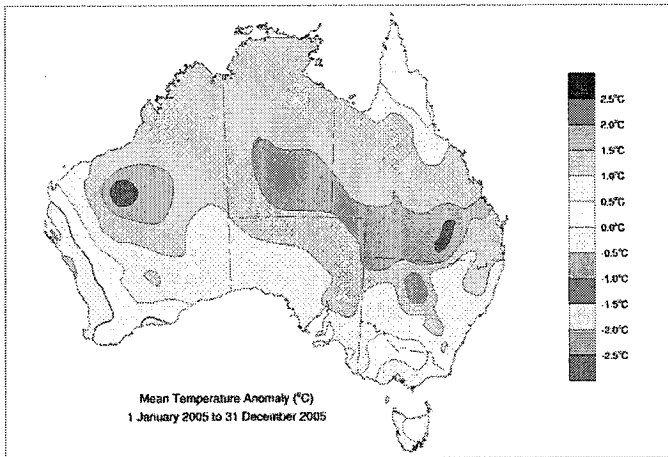 2.5°C
2.0°C
1.5°C
1.0°C
0.5°C
0.0°C
-0.5°C
-1.0°C
-1.5°C
-2.0°C
-2.5°C
Mean Temperature Anomaly (°C)
1 January 2005 to 31 December 2005